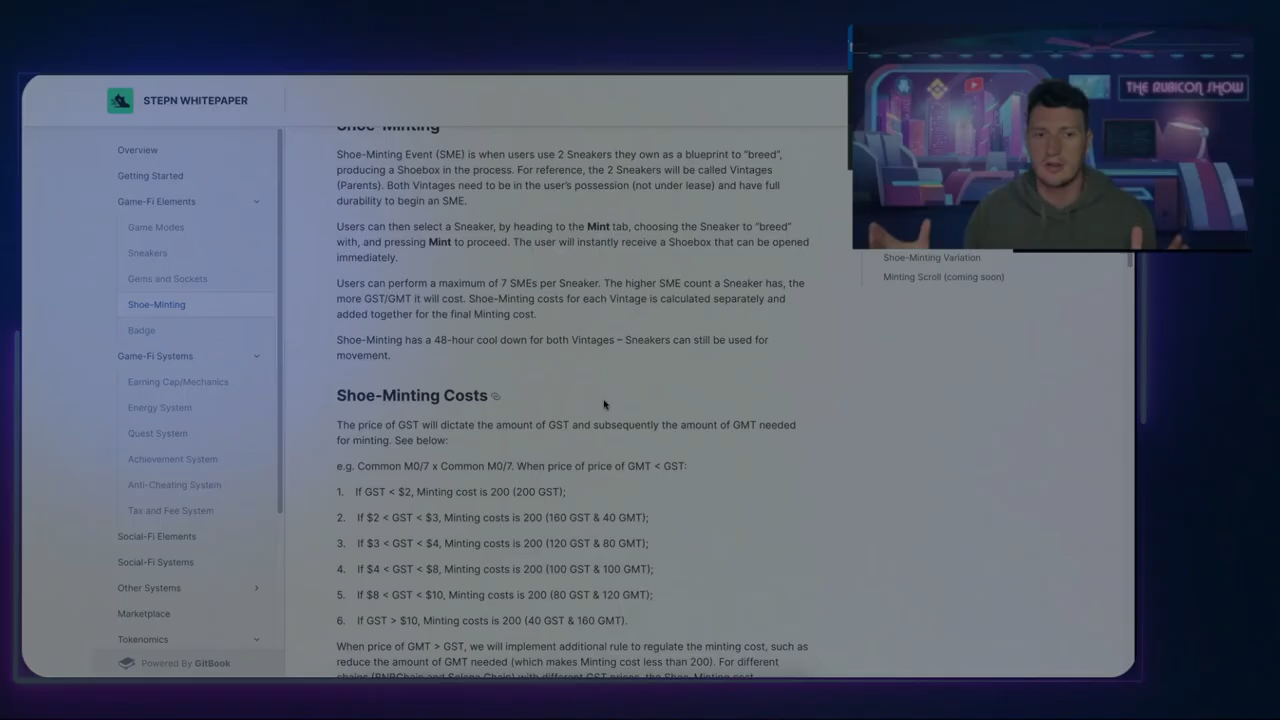 STEPN WHITEPAPER
THE RUBICON SHOW
Overview
Getting Started
Game-Fi Elements
Game Modes
Sneakers
Gems and Sockets
Shoe-Minting
Badge
Game-Fi Systems
Earning Cap/Mechanics
Energy System
Quest System
Achievement System
Anti-Cheating System
Tax and Fee System
Social-Fi Elements
Social-Fi Systems
Other Systems
Marketplace
Tokenomics
Powered By GitBook
Shoe-Minting
Shoe-Minting Event (SME) is when users use 2 Sneakers they own as a blueprint to “breed”,
producing a Shoebox in the process. For reference, the 2 Sneakers will be called Vintages
(Parents). Both Vintages need to be in the user's possession (not under lease) and have full
durability to begin an SME.
Users can then select a Sneaker, by heading to the Mint tab, choosing the Sneaker to “breed”
with, and pressing Mint to proceed. The user will instantly receive a Shoebox that can be opened
immediately.
Users can perform a maximum of 7 SMEs per Sneaker. The higher SME count a Sneaker has, the
more GST/GMT it will cost. Shoe-Minting costs for each Vintage is calculated separately and
added together for the final Minting cost.
Shoe-Minting has a 48-hour cool down for both Vintages – Sneakers can still be used for
movement.
Shoe-Minting Costs
The price of GST will dictate the amount of GST and subsequently the amount of GMT needed
for minting. See below:
e.g. Common M0/7 x Common M0/7. When price of price of GMT < GST:
1. If GST < $2, Minting cost is 200 (200 GST);
2. If $2 < GST < $3, Minting costs is 200 (160 GST & 40 GMT);
3. If $3 < GST < $4, Minting costs is 200 (120 GST & 80 GMT);
4. If $4 < GST < $8, Minting costs is 200 (100 GST & 100 GMT);
5. If $8 < GST < $10, Minting costs is 200 (80 GST & 120 GMT);
6. If GST > $10, Minting costs is 200 (40 GST & 160 GMT).
When price of GMT > GST, we will implement additional rule to regulate the minting cost, such as
reduce the amount of GMT needed (which makes Minting cost less than 200). For different
chains (BNBChain and Solana Chain) with different GST prices, the Shoe-Minting cost
Shoe-Minting Variation
Minting Scroll (coming soon)